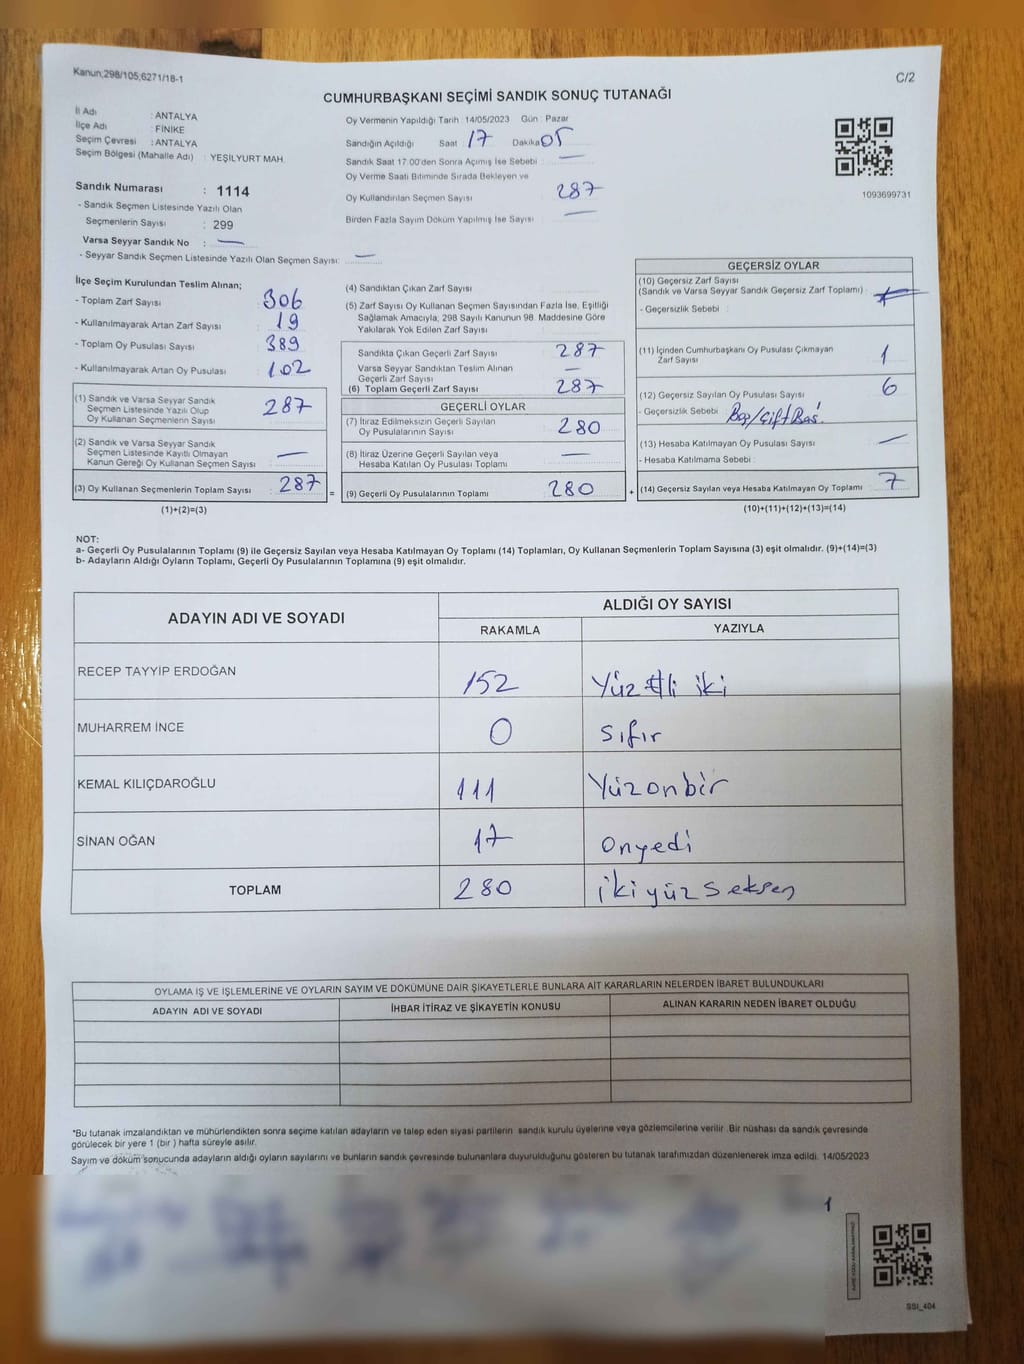 Kanun;298/105;6271/18-1
C/2
CUMHURBAŞKANI SEÇİMİ SANDIK SONUÇ TUTANAĞI
İl Adı : ANTALYA
İlçe Adı : FİNİKE
Seçim Çevresi : ANTALYA
Seçim Bölgesi (Mahalle Adı) : YEŞİLYURT MAH.
Sandık Numarası : 1114
- Sandık Seçmen Listesinde Yazılı Olan
Seçmenlerin Sayısı : 299
Varsa Seyyar Sandık No : —
- Seyyar Sandık Seçmen Listesinde Yazılı Olan Seçmen Sayısı: —
Oy Vermenin Yapıldığı Tarih : 14/05/2023 Gün : Pazar
Sandığın Açıldığı Saat : 17 Dakika 05
Sandık Saat 17:00'den Sonra Açımış İse Sebebi : —
Oy Verme Saati Bitiminde Sırada Bekleyen ve
Oy Kullandırılan Seçmen Sayısı 287
Birden Fazla Sayım Döküm Yapılmış İse Sayısı —
1093699731
İlçe Seçim Kurulundan Teslim Alınan;
- Toplam Zarf Sayısı 306
- Kullanılmayarak Artan Zarf Sayısı 19
- Toplam Oy Pusulası Sayısı 389
- Kullanılmayarak Artan Oy Pusulası 102
(1) Sandık ve Varsa Seyyar Sandık
Seçmen Listesinde Yazılı Olup
Oy Kullanan Seçmenlerin Sayısı 287
(2) Sandık ve Varsa Seyyar Sandık
Seçmen Listesinde Kayıtlı Olmayan
Kanun Gereği Oy Kullanan Seçmen Sayısı —
(3) Oy Kullanan Seçmenlerin Toplam Sayısı 287 =
(1)+(2)=(3)
(4) Sandıktan Çıkan Zarf Sayısı
(5) Zarf Sayısı Oy Kullanan Seçmen Sayısından Fazla İse, Eşitliği
Sağlamak Amacıyla, 298 Sayılı Kanunun 98. Maddesine Göre
Yakılarak Yok Edilen Zarf Sayısı
Sandıkta Çıkan Geçerli Zarf Sayısı 287
Varsa Seyyar Sandıktan Teslim Alınan
Geçerli Zarf Sayısı —
(6) Toplam Geçerli Zarf Sayısı 287
GEÇERLİ OYLAR
(7) İtiraz Edilmeksizin Geçerli Sayılan
Oy Pusulalarının Sayısı 280
(8) İtiraz Üzerine Geçerli Sayılan veya
Hesaba Katılan Oy Pusulası Toplamı —
(9) Geçerli Oy Pusulalarının Toplamı 280 +
GEÇERSİZ OYLAR
(10) Geçersiz Zarf Sayısı
(Sandık ve Varsa Seyyar Sandık Geçersiz Zarf Toplamı) :
- Geçersizlik Sebebi :
(11) İçinden Cumhurbaşkanı Oy Pusulası Çıkmayan
Zarf Sayısı 1
(12) Geçersiz Sayılan Oy Pusulası Sayısı 6
- Geçersizlik Sebebi : Boş/Çift Bas.
(13) Hesaba Katılmayan Oy Pusulası Sayısı —
- Hesaba Katılmama Sebebi :
(14) Geçersiz Sayılan veya Hesaba Katılmayan Oy Toplamı 7
(10)+(11)+(12)+(13)=(14)
NOT:
a- Geçerli Oy Pusulalarının Toplamı (9) ile Geçersiz Sayılan veya Hesaba Katılmayan Oy Toplamı (14) Toplamları, Oy Kullanan Seçmenlerin Toplam Sayısına (3) eşit olmalıdır. (9)+(14)=(3)
b- Adayların Aldığı Oyların Toplamı, Geçerli Oy Pusulalarının Toplamına (9) eşit olmalıdır.
ADAYIN ADI VE SOYADI ALDIĞI OY SAYISI
RAKAMLA YAZIYLA
RECEP TAYYİP ERDOĞAN 152 Yüz Elli iki
MUHARREM İNCE 0 Sıfır
KEMAL KILIÇDAROĞLU 111 Yüzonbir
SİNAN OĞAN 17 Onyedi
TOPLAM 280 ikiyüz seksen
OYLAMA İŞ VE İŞLEMLERİNE VE OYLARIN SAYIM VE DÖKÜMÜNE DAİR ŞİKAYETLERLE BUNLARA AİT KARARLARIN NELERDEN İBARET BULUNDUKLARI
ADAYIN ADI VE SOYADI İHBAR İTİRAZ VE ŞİKAYETİN KONUSU ALINAN KARARIN NEDEN İBARET OLDUĞU
*Bu tutanak imzalandıktan ve mühürlendikten sonra seçime katılan adayların ve talep eden siyasi partilerin sandık kurulu üyelerine veya gözlemcilerine verilir. Bir nüshası da sandık çevresinde
görülecek bir yere 1 (bir ) hafta süreyle asılır.
Sayım ve döküm sonucunda adayların aldığı oyların sayılarını ve bunların sandık çevresinde bulunanlara duyurulduğunu gösteren bu tutanak tarafımızdan düzenlenerek imza edildi. 14/05/2023
1
SSI_404